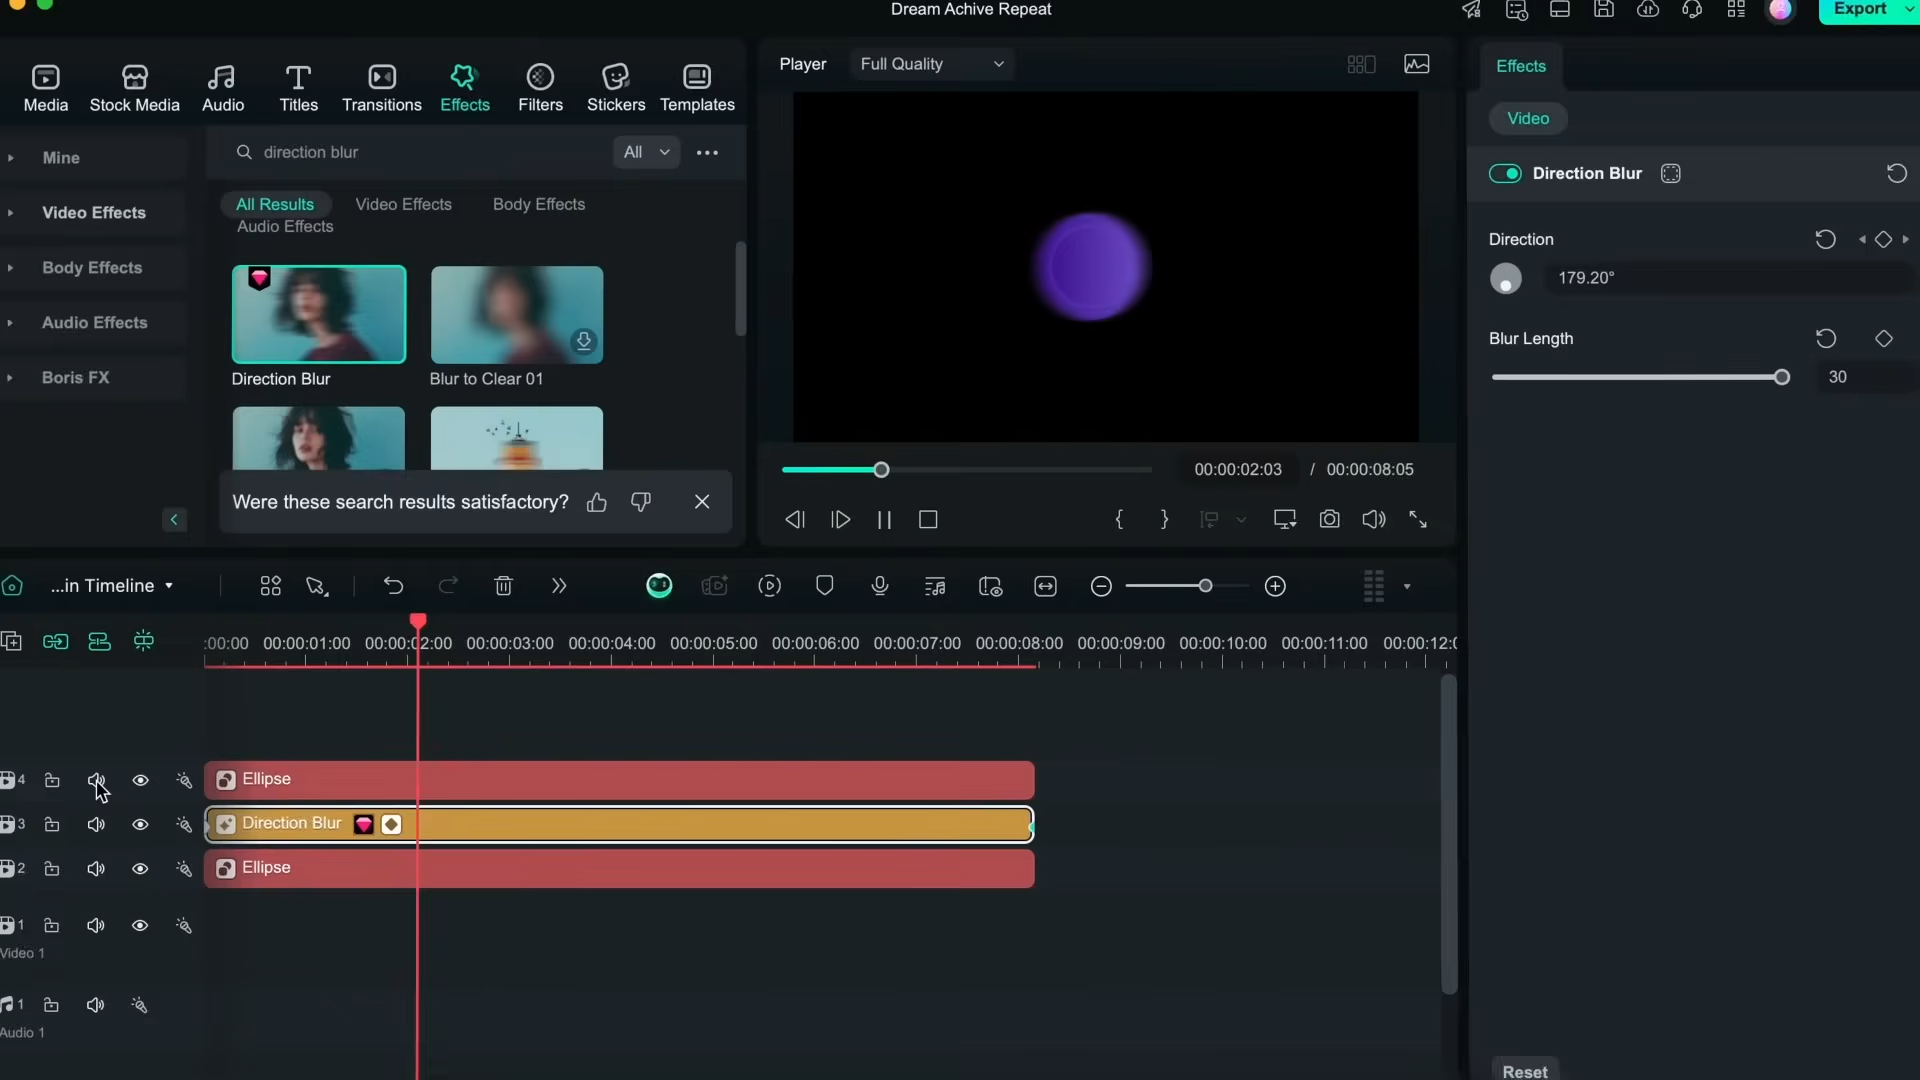 Dream Achive Repeat
Export
Media
Stock Media
Audio
Titles
Transitions
Effects
Filters
Stickers
Templates
Player
Full Quality
Effects
Video
Mine
Video Effects
Body Effects
Audio Effects
Boris FX
direction blur
All
All Results
Video Effects
Body Effects
Audio Effects
Direction Blur
Blur to Clear 01
Were these search results satisfactory?
00:00:02:03 / 00:00:08:05
Direction Blur
Direction
179.20°
Blur Length
30
...in Timeline
:00:00 00:00:01:00 00:00:02:00 00:00:03:00 00:00:04:00 00:00:05:00 00:00:06:00 00:00:07:00 00:00:08:00 00:00:09:00 00:00:10:00 00:00:11:00 00:00:12:0
4
Ellipse
3
Direction Blur
2
Ellipse
1
Video 1
1
Audio 1
Reset